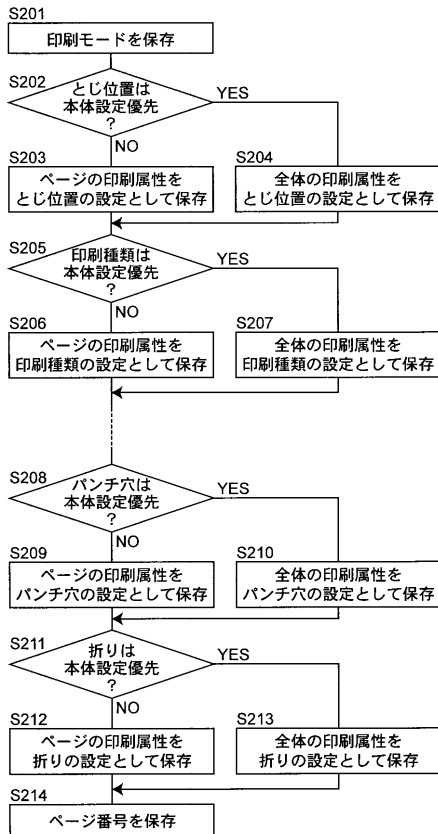 S201
印刷モードを保存
S202
とじ位置は
本体設定優先
?
YES
NO
S203
ページの印刷属性を
とじ位置の設定として保存
S204
全体の印刷属性を
とじ位置の設定として保存
S205
印刷種類は
本体設定優先
?
YES
NO
S206
ページの印刷属性を
印刷種類の設定として保存
S207
全体の印刷属性を
印刷種類の設定として保存
S208
パンチ穴は
本体設定優先
?
YES
NO
S209
ページの印刷属性を
パンチ穴の設定として保存
S210
全体の印刷属性を
パンチ穴の設定として保存
S211
折りは
本体設定優先
?
YES
NO
S212
ページの印刷属性を
折りの設定として保存
S213
全体の印刷属性を
折りの設定として保存
S214
ページ番号を保存